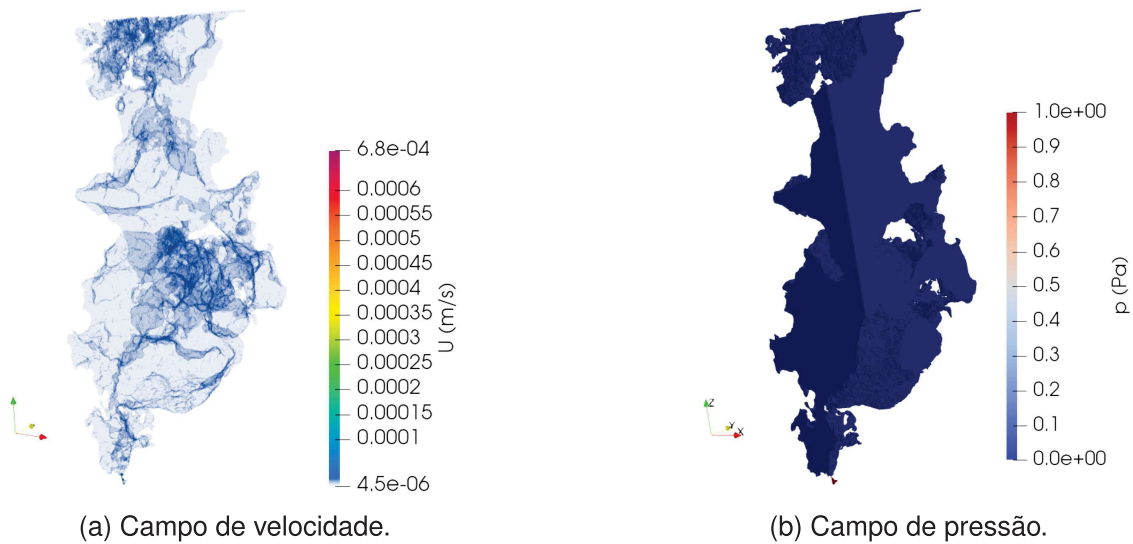 6.8e-04
0.0006
0.00055
0.0005
0.00045
0.0004
0.00035
0.0003
0.00025
0.0002
0.00015
0.0001
4.5e-06
U (m/s)
(a) Campo de velocidade.
1.0e+00
0.9
0.8
0.7
0.6
0.5
0.4
0.3
0.2
0.1
0.0e+00
p (Pa)
Z
Y
X
(b) Campo de pressão.